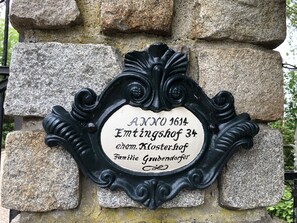 ANNO 1614
Emtingshof 34
ehem. Klosterhof
Familie Grubendorfer